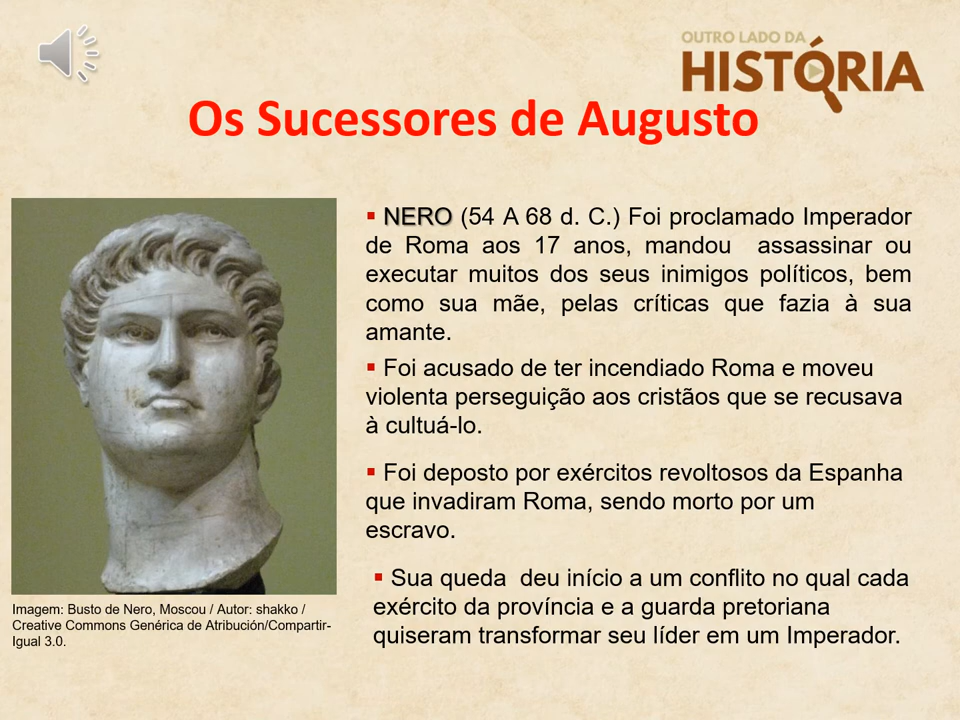 OUTRO LADO DA
HISTÓRIA
Os Sucessores de Augusto
▪ NERO (54 A 68 d. C.) Foi proclamado Imperador
de Roma aos 17 anos, mandou assassinar ou
executar muitos dos seus inimigos políticos, bem
como sua mãe, pelas críticas que fazia à sua
amante.
▪ Foi acusado de ter incendiado Roma e moveu
violenta perseguição aos cristãos que se recusava
à cultuá-lo.
▪ Foi deposto por exércitos revoltosos da Espanha
que invadiram Roma, sendo morto por um
escravo.
▪ Sua queda deu início a um conflito no qual cada
exército da província e a guarda pretoriana
quiseram transformar seu líder em um Imperador.
Imagem: Busto de Nero, Moscou / Autor: shakko /
Creative Commons Genérica de Atribución/Compartir-
Igual 3.0.